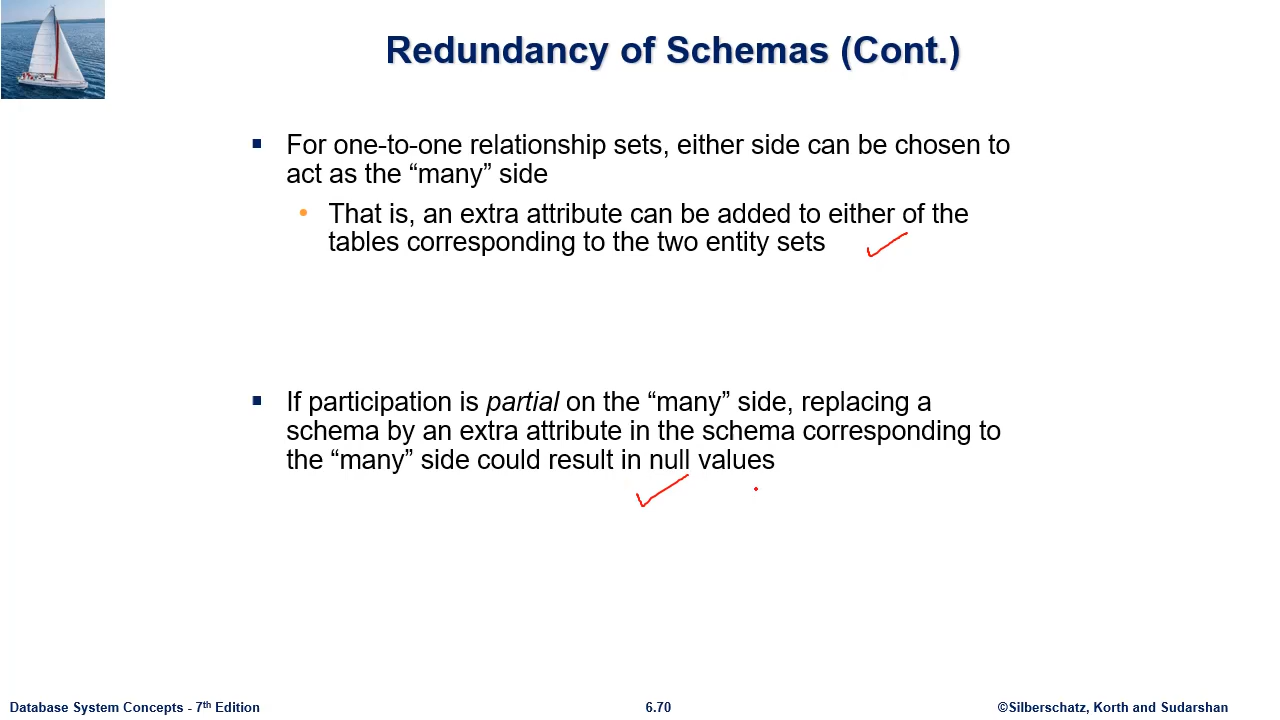 Redundancy of Schemas (Cont.)
For one-to-one relationship sets, either side can be chosen to
act as the “many” side
That is, an extra attribute can be added to either of the
tables corresponding to the two entity sets
If participation is partial on the “many” side, replacing a
schema by an extra attribute in the schema corresponding to
the “many” side could result in null values
Database System Concepts - 7th Edition
6.70
©Silberschatz, Korth and Sudarshan